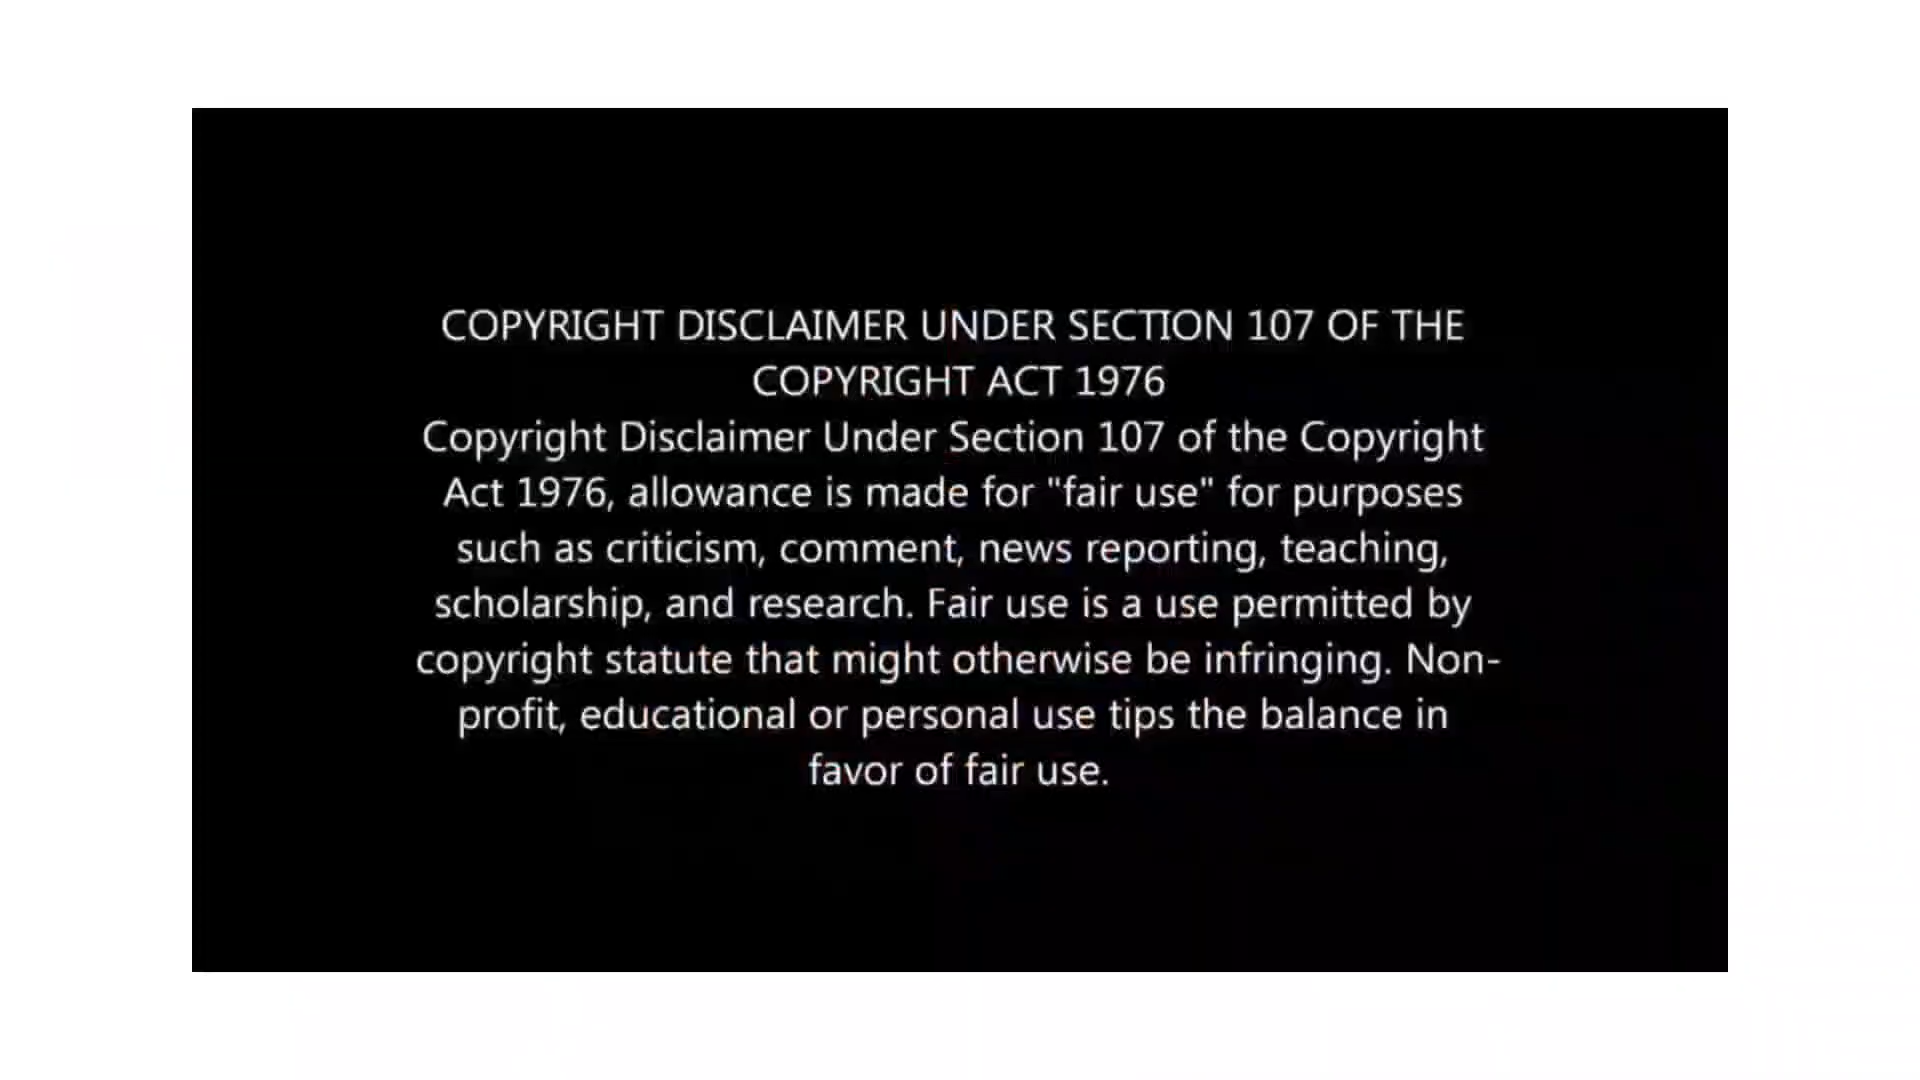 COPYRIGHT DISCLAIMER UNDER SECTION 107 OF THE
COPYRIGHT ACT 1976
Copyright Disclaimer Under Section 107 of the Copyright
Act 1976, allowance is made for "fair use" for purposes
such as criticism, comment, news reporting, teaching,
scholarship, and research. Fair use is a use permitted by
copyright statute that might otherwise be infringing. Non-
profit, educational or personal use tips the balance in
favor of fair use.